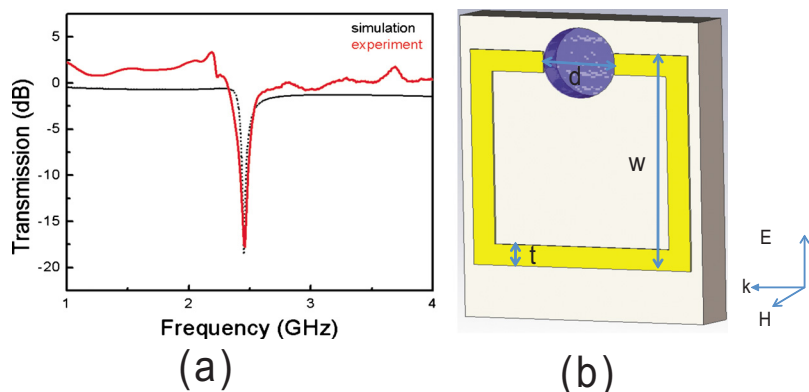 simulation
experiment
Transmission (dB)
5
0
-5
-10
-15
-20
1
2
3
4
Frequency (GHz)
(a)
d
w
t
E
k
H
(b)